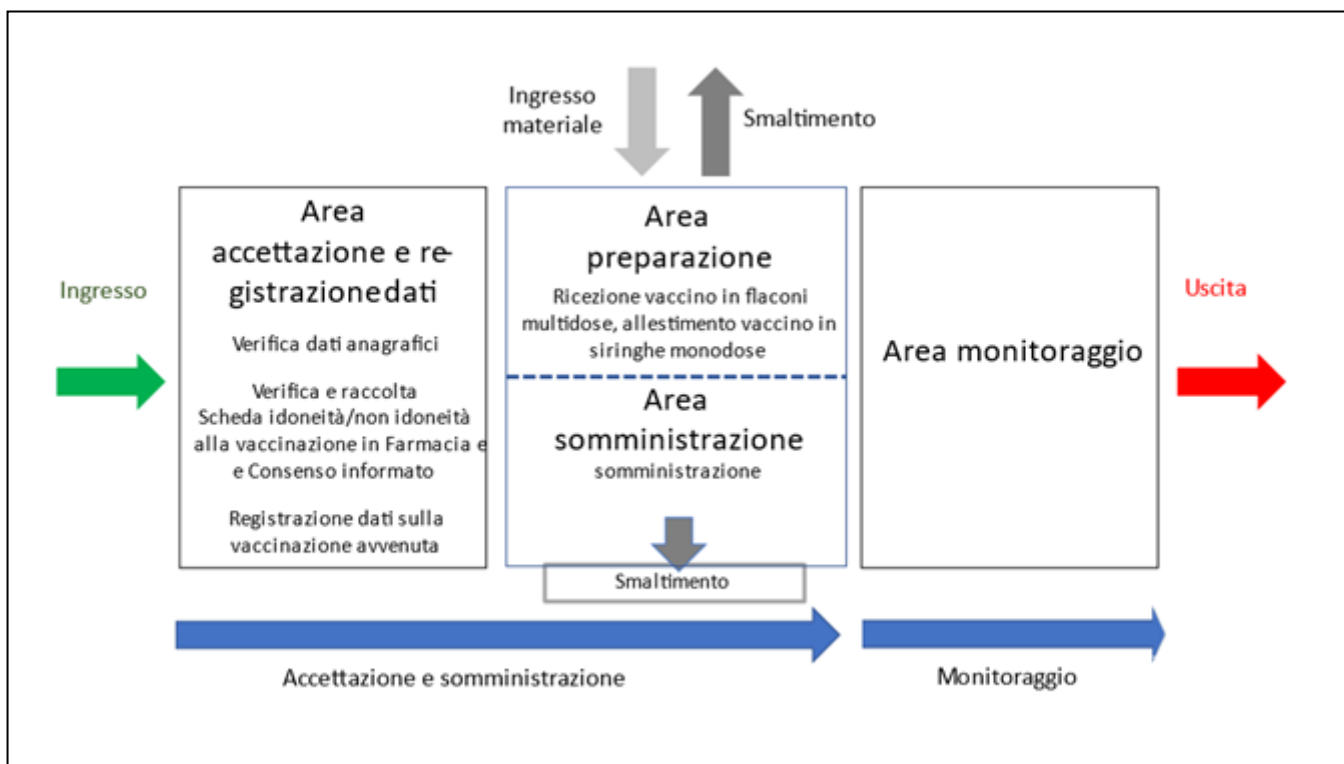 Ingresso
materiale
Smaltimento
Ingresso
Area
accettazione e re-
gistrazionedati
Verifica dati anagrafici
Verifica e raccolta
Scheda idoneità/non idoneità
alla vaccinazione in Farmacia e
e Consenso informato
Registrazione dati sulla
vaccinazione avvenuta
Area
preparazione
Ricezione vaccino in flaconi
multidose, allestimento vaccino in
siringhe monodose
Area
somministrazione
somministrazione
Smaltimento
Area monitoraggio
Uscita
Accettazione e somministrazione
Monitoraggio